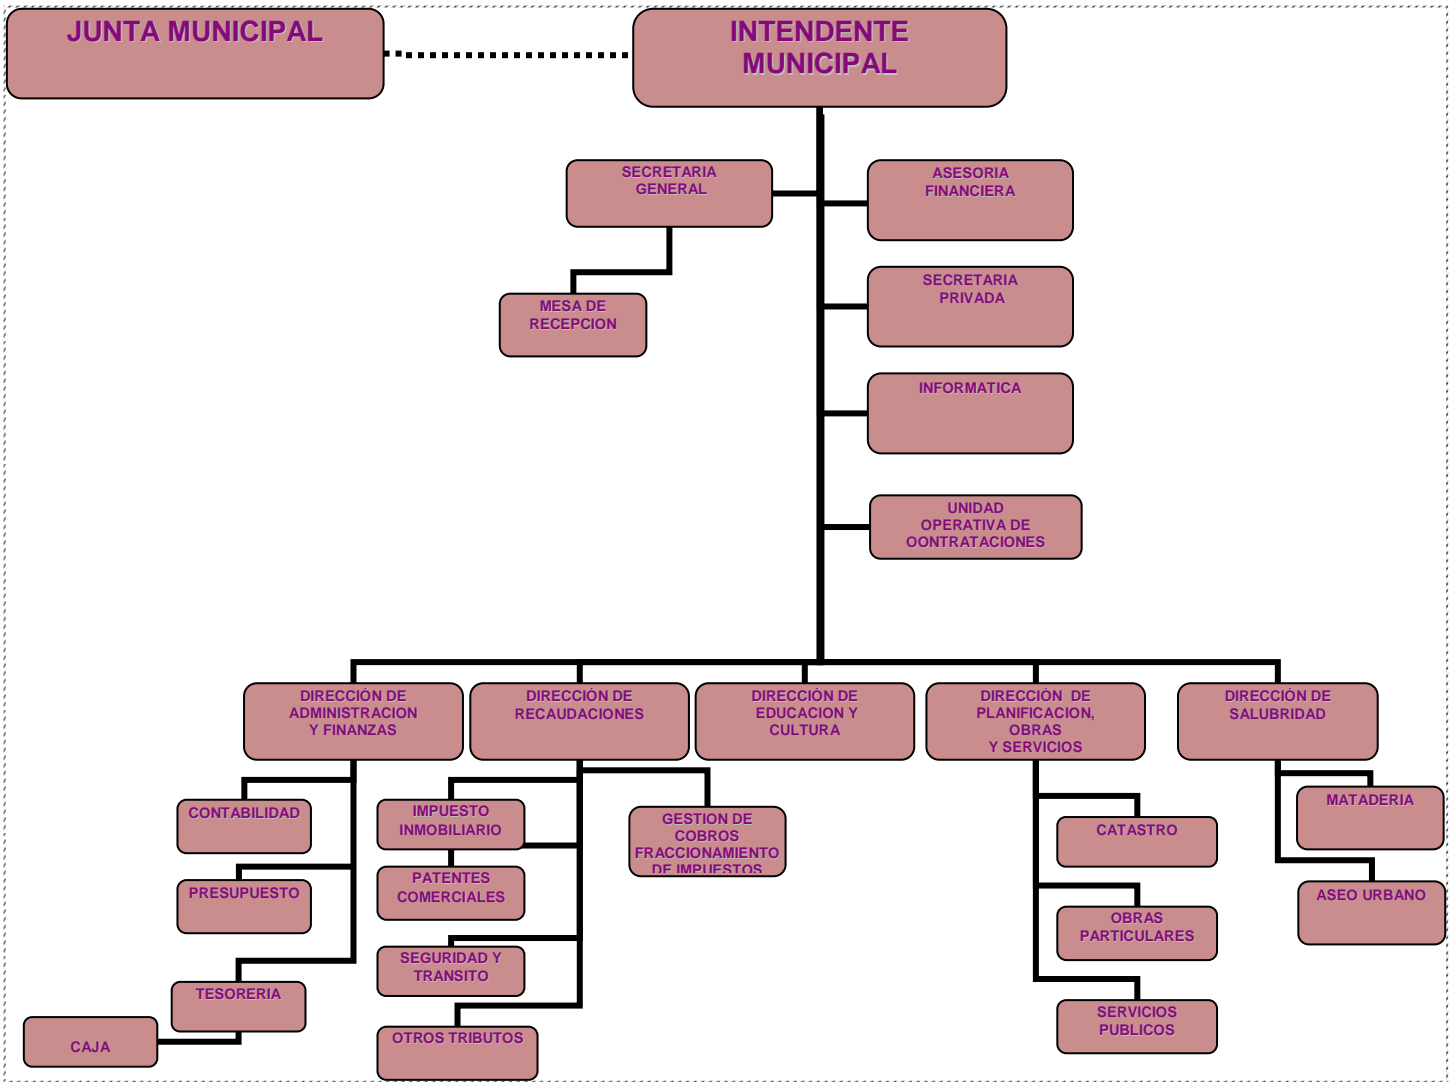 JUNTA MUNICIPAL
INTENDENTE
MUNICIPAL
SECRETARIA
GENERAL
ASESORIA
FINANCIERA
MESA DE
RECEPCION
SECRETARIA
PRIVADA
INFORMATICA
UNIDAD
OPERATIVA DE
OONTRATACIONES
DIRECCIÓN DE
ADMINISTRACION
Y FINANZAS
DIRECCIÓN DE
RECAUDACIONES
DIRECCIÓN DE
EDUCACION Y
CULTURA
DIRECCIÓN DE
PLANIFICACION,
OBRAS
Y SERVICIOS
DIRECCIÓN DE
SALUBRIDAD
CONTABILIDAD
PRESUPUESTO
TESORERIA
CAJA
IMPUESTO
INMOBILIARIO
PATENTES
COMERCIALES
SEGURIDAD Y
TRANSITO
OTROS TRIBUTOS
GESTION DE
COBROS
FRACCIONAMIENTO
DE IMPUESTOS
CATASTRO
OBRAS
PARTICULARES
SERVICIOS
PUBLICOS
MATADERIA
ASEO URBANO